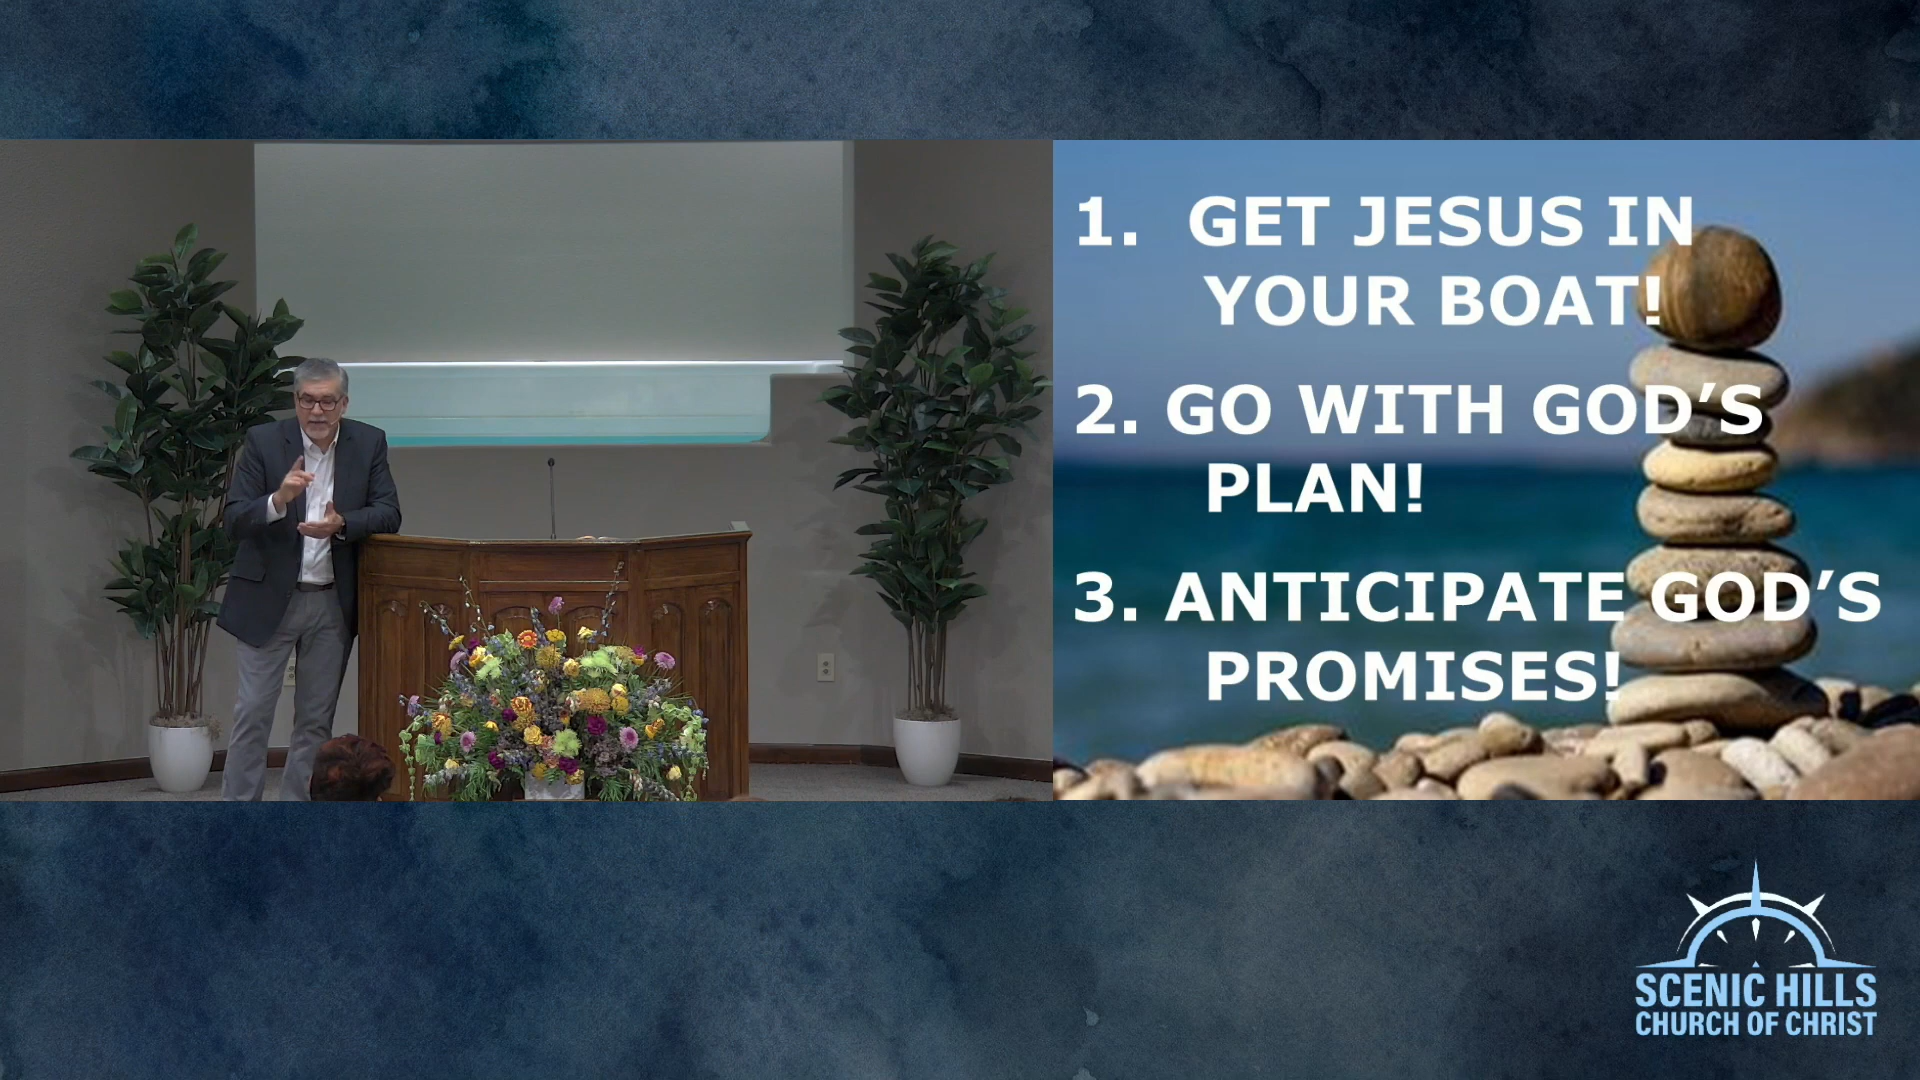 1. GET JESUS IN
YOUR BOAT!
2. GO WITH GOD’S
PLAN!
3. ANTICIPATE GOD’S
PROMISES!
SCENIC HILLS
CHURCH OF CHRIST